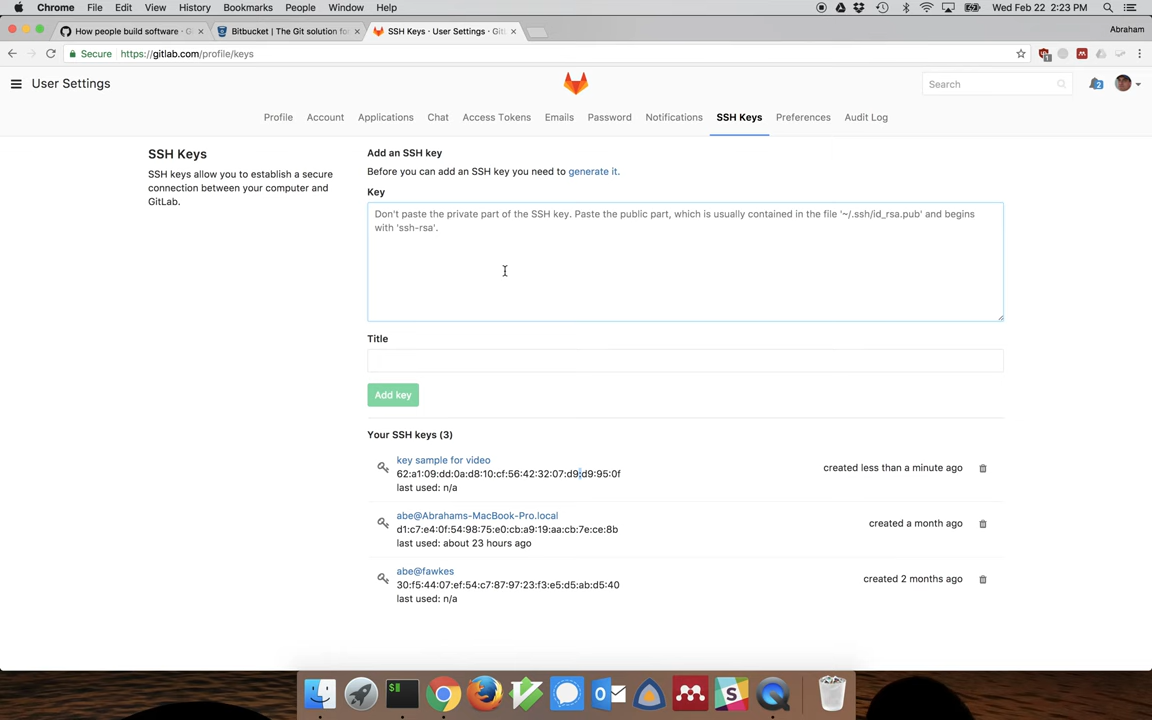 Chrome File Edit View History Bookmarks People Window Help Wed Feb 22 2:23 PM
How people build software · G Bitbucket | The Git solution fo SSH Keys · User Settings · Git Abraham
Secure https://gitlab.com/profile/keys
User Settings Search 2
Profile Account Applications Chat Access Tokens Emails Password Notifications SSH Keys Preferences Audit Log
SSH Keys
SSH keys allow you to establish a secure
connection between your computer and
GitLab.
Add an SSH key
Before you can add an SSH key you need to generate it.
Key
Don't paste the private part of the SSH key. Paste the public part, which is usually contained in the file '~/.ssh/id_rsa.pub' and begins
with 'ssh-rsa'.
Title
Add key
Your SSH keys (3)
key sample for video
62:a1:09:dd:0a:d8:10:cf:56:42:32:07:d9:d9:95:0f
last used: n/a
created less than a minute ago
abe@Abrahams-MacBook-Pro.local
d1:c7:e4:0f:54:98:75:e0:cb:a9:19:aa:cb:7e:ce:8b
last used: about 23 hours ago
created a month ago
abe@fawkes
30:f5:44:07:ef:54:c7:87:97:23:f3:e5:d5:ab:d5:40
last used: n/a
created 2 months ago